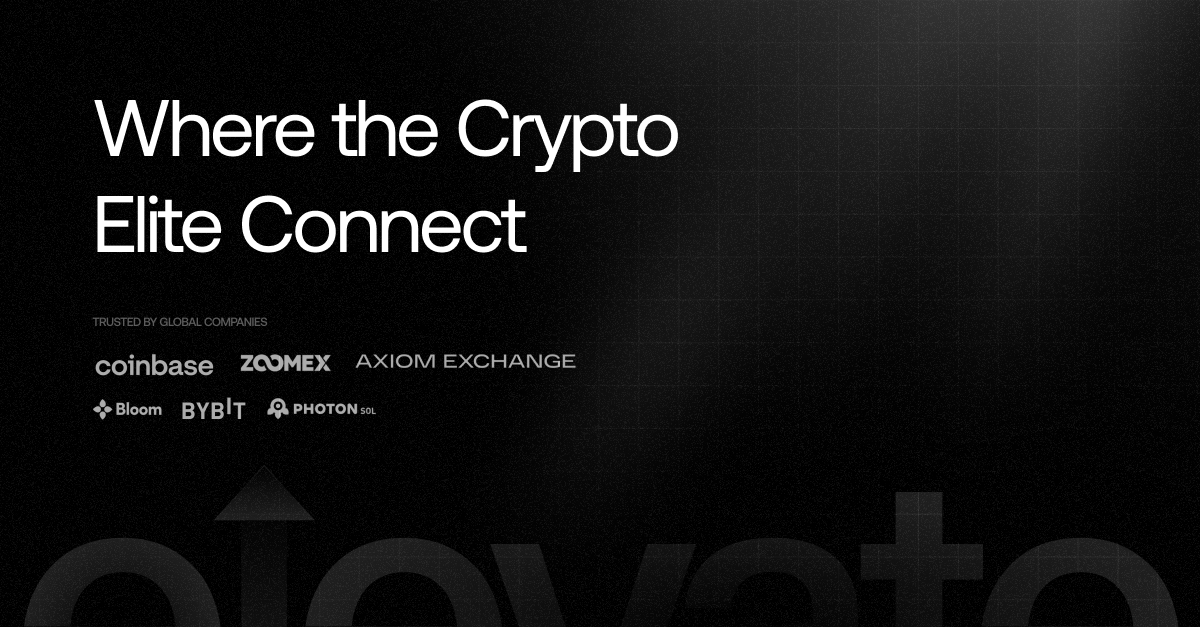 Where the Crypto
Elite Connect
TRUSTED BY GLOBAL COMPANIES
coinbase ZOOMEX AXIOM EXCHANGE
Bloom BYBIT PHOTON SOL